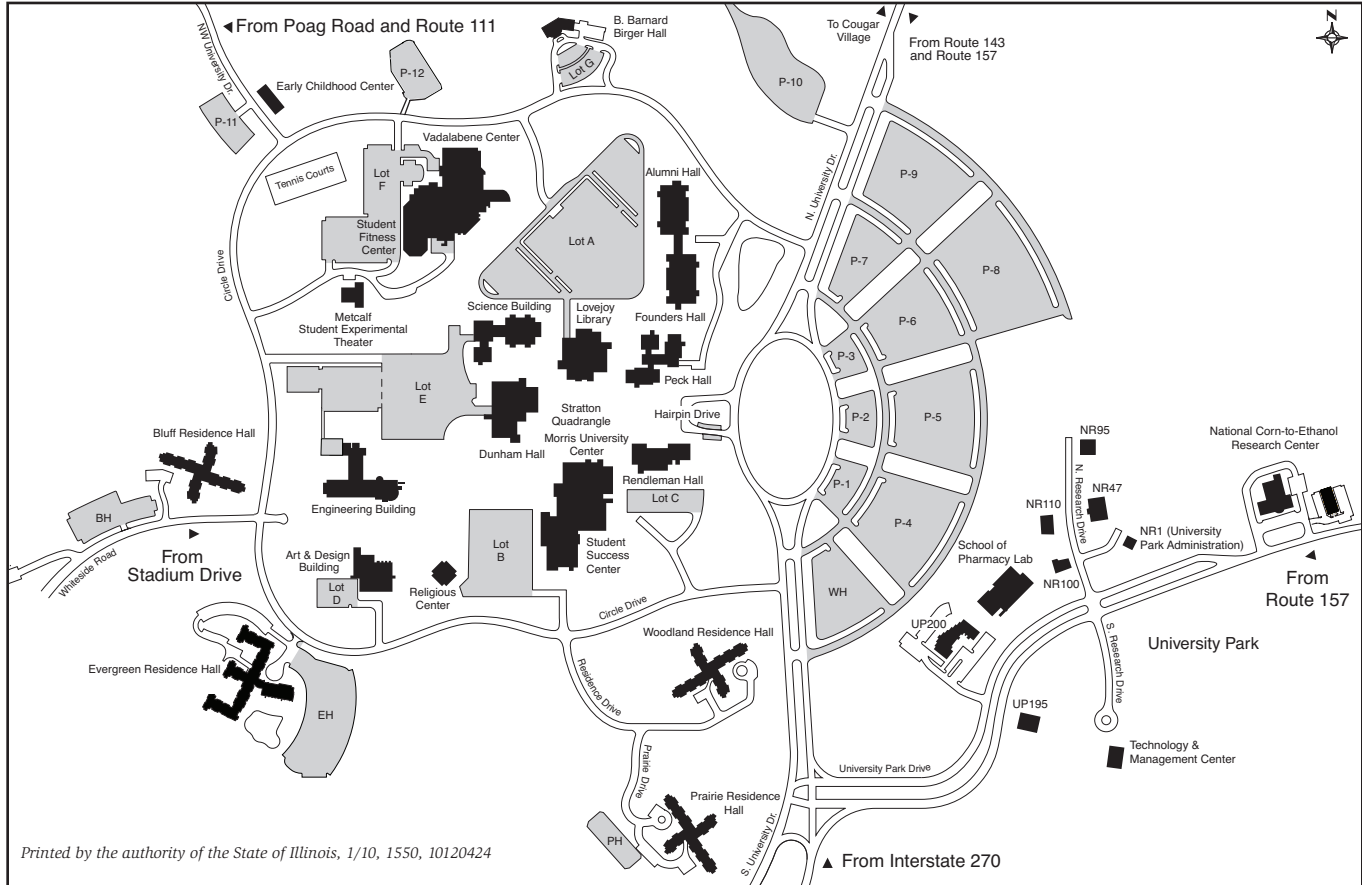 From Poag Road and Route 111
NW University Dr.
B. Barnard
Birger Hall
To Cougar
Village
From Route 143
and Route 157
N
P-12
Early Childhood Center
P-11
Lot G
P-10
Vadalabene Center
Tennis Courts
Lot
F
Alumni Hall
N. University Dr.
P-9
Student
Fitness
Center
Lot A
P-7
P-8
Circle Drive
Metcalf
Student Experimental
Theater
Science Building
Lovejoy
Library
Founders Hall
P-6
P-3
Peck Hall
Lot
E
Stratton
Quadrangle
Hairpin Drive
P-2
P-5
Bluff Residence Hall
Dunham Hall
Morris University
Center
Rendleman Hall
NR95
National Corn-to-Ethanol
Research Center
Engineering Building
Lot C
P-1
P-4
N. Research Drive
NR47
NR110
BH
From
Stadium Drive
Whiteside Road
Lot
B
Student
Success
Center
School of
Pharmacy Lab
NR1 (University
Park Administration)
NR100
From
Route 157
Art & Design
Building
Lot
D
Religious
Center
Circle Drive
WH
UP200
University Park
S. Research Drive
Woodland Residence Hall
Evergreen Residence Hall
Residence Drive
EH
UP195
Technology &
Management Center
University Park Drive
Prairie Drive
Prairie Residence
Hall
PH
S. University Dr.
From Interstate 270
Printed by the authority of the State of Illinois, 1/10, 1550, 10120424